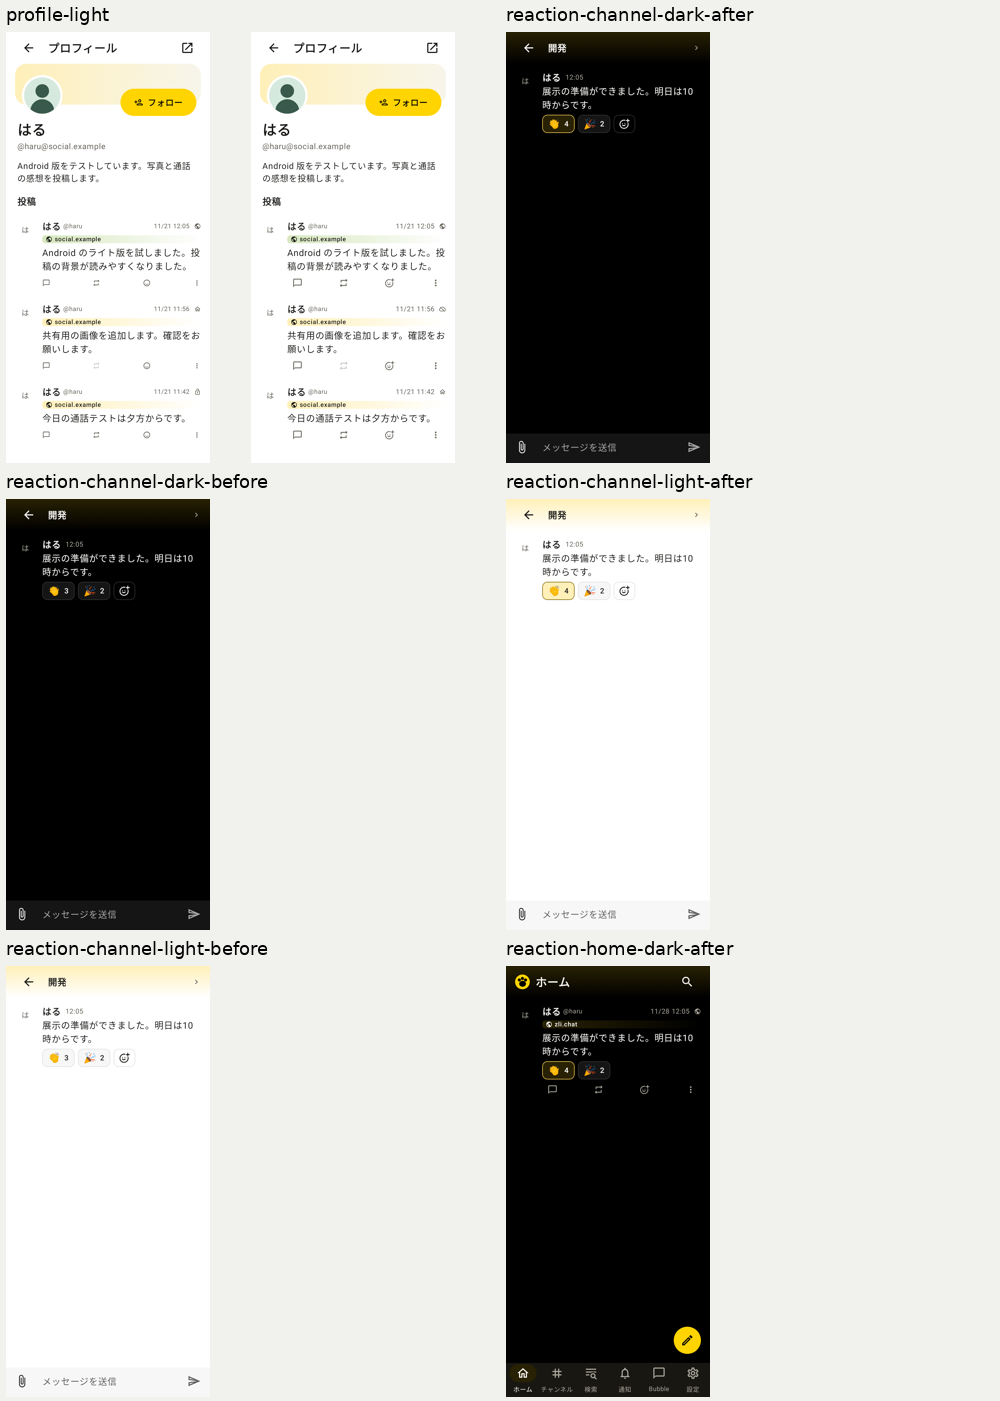 profile-light
プロフィール
フォロー
はる
@haru@social.example
Android 版をテストしています。写真と通話
の感想を投稿します。
投稿
は
はる @haru 11/21 12:05
social.example
Android のライト版を試しました。投
稿の背景が読みやすくなりました。
は
はる @haru 11/21 11:56
social.example
共有用の画像を追加します。確認をお
願いします。
は
はる @haru 11/21 11:42
social.example
今日の通話テストは夕方からです。
プロフィール
フォロー
はる
@haru@social.example
Android 版をテストしています。写真と通話
の感想を投稿します。
投稿
は
はる @haru 11/21 12:05
social.example
Android のライト版を試しました。投
稿の背景が読みやすくなりました。
は
はる @haru 11/21 11:56
social.example
共有用の画像を追加します。確認をお
願いします。
は
はる @haru 11/21 11:42
social.example
今日の通話テストは夕方からです。
reaction-channel-dark-after
開発
は
はる 12:05
展示の準備ができました。明日は10
時からです。
4 2
メッセージを送信
reaction-channel-dark-before
開発
は
はる 12:05
展示の準備ができました。明日は10
時からです。
3 2
メッセージを送信
reaction-channel-light-after
開発
は
はる 12:05
展示の準備ができました。明日は10
時からです。
4 2
メッセージを送信
reaction-channel-light-before
開発
は
はる 12:05
展示の準備ができました。明日は10
時からです。
3 2
メッセージを送信
reaction-home-dark-after
ホーム
は
はる @haru 11/28 12:05
zli.chat
展示の準備ができました。明日は10
時からです。
4 2
ホーム チャンネル 検索 通知 Bubble 設定